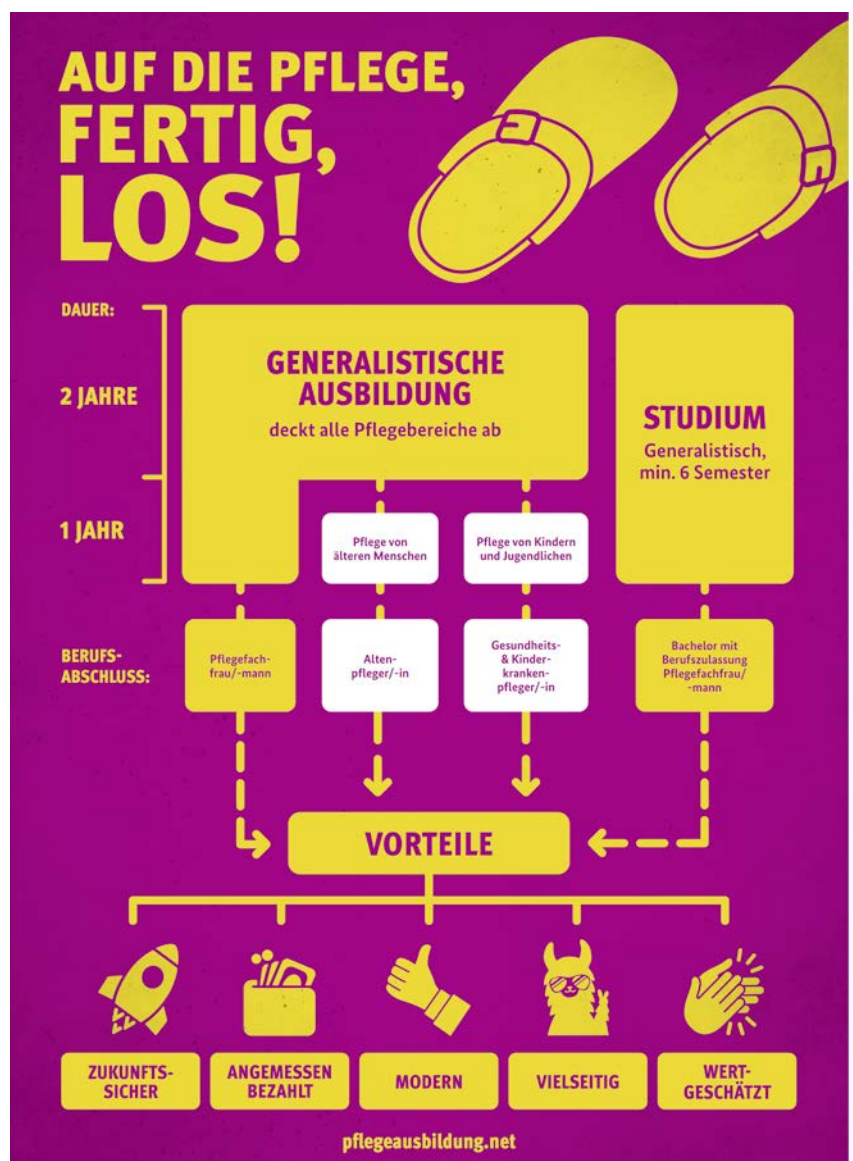 AUF DIE PFLEGE,
FERTIG,
LOS!
DAUER:
2 JAHRE
GENERALISTISCHE
AUSBILDUNG
deckt alle Pflegebereiche ab
STUDIUM
Generalistisch,
min. 6 Semester
1 JAHR
Pflege von
älteren Menschen
Pflege von Kindern
und Jugendlichen
BERUFS-
ABSCHLUSS:
Pflegefach-
frau/-mann
Alten-
pfleger/-in
Gesundheits-
& Kinder-
kranken-
pfleger/-in
Bachelor mit
Berufszulassung
Pflegefachfrau/
-mann
VORTEILE
ZUKUNFTS-
SICHER
ANGEMESSEN
BEZAHLT
MODERN
VIELSEITIG
WERT-
GESCHÄTZT
pflegeausbildung.net